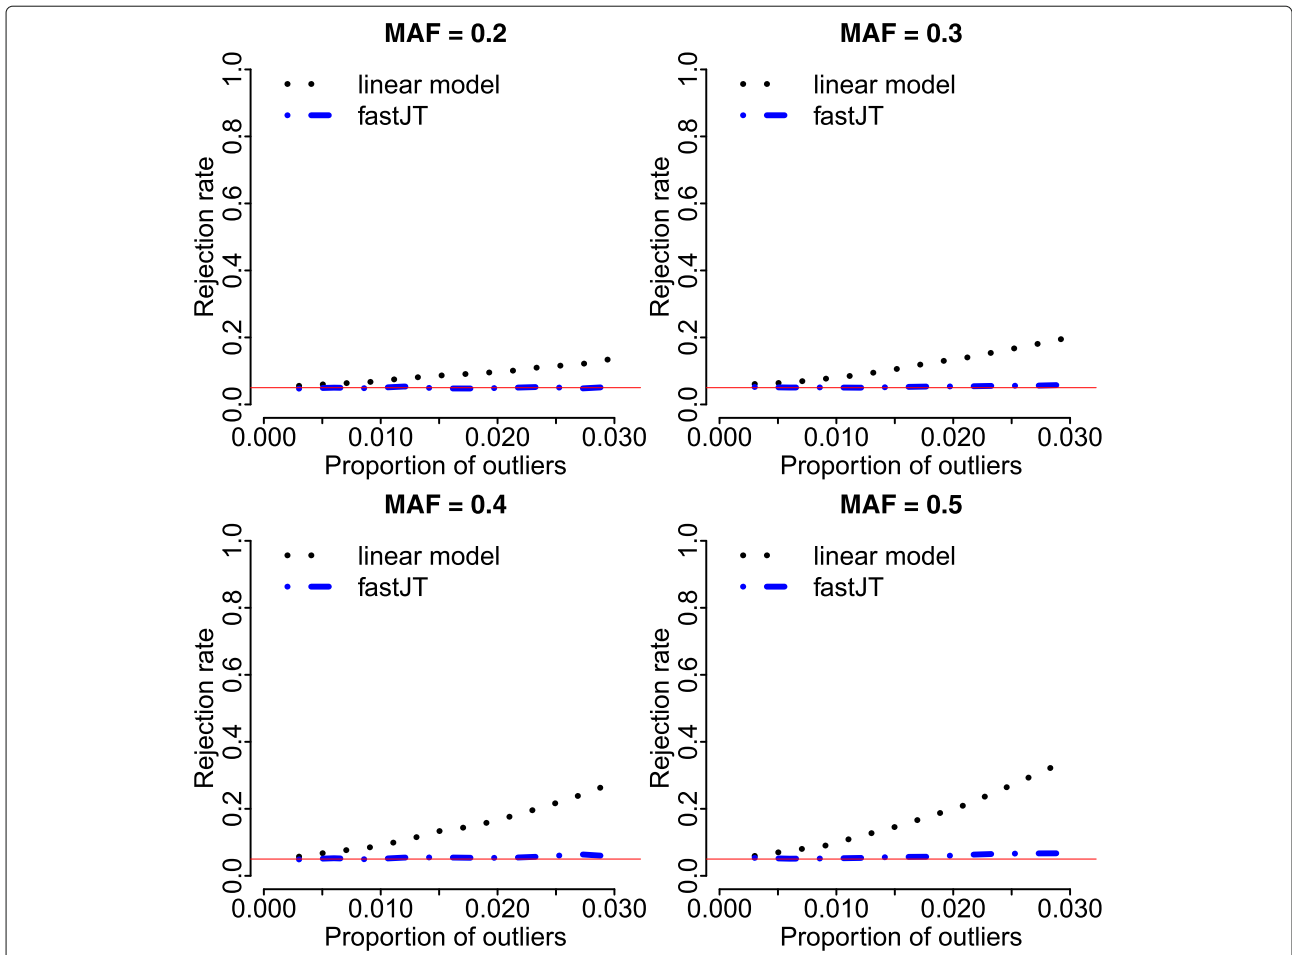 MAF = 0.2
1.0
0.8
0.6
0.4
0.2
0.0
Rejection rate
linear model
fastJT
0.000 0.010 0.020 0.030
Proportion of outliers
MAF = 0.3
1.0
0.8
0.6
0.4
0.2
0.0
Rejection rate
linear model
fastJT
0.000 0.010 0.020 0.030
Proportion of outliers
MAF = 0.4
1.0
0.8
0.6
0.4
0.2
0.0
Rejection rate
linear model
fastJT
0.000 0.010 0.020 0.030
Proportion of outliers
MAF = 0.5
1.0
0.8
0.6
0.4
0.2
0.0
Rejection rate
linear model
fastJT
0.000 0.010 0.020 0.030
Proportion of outliers